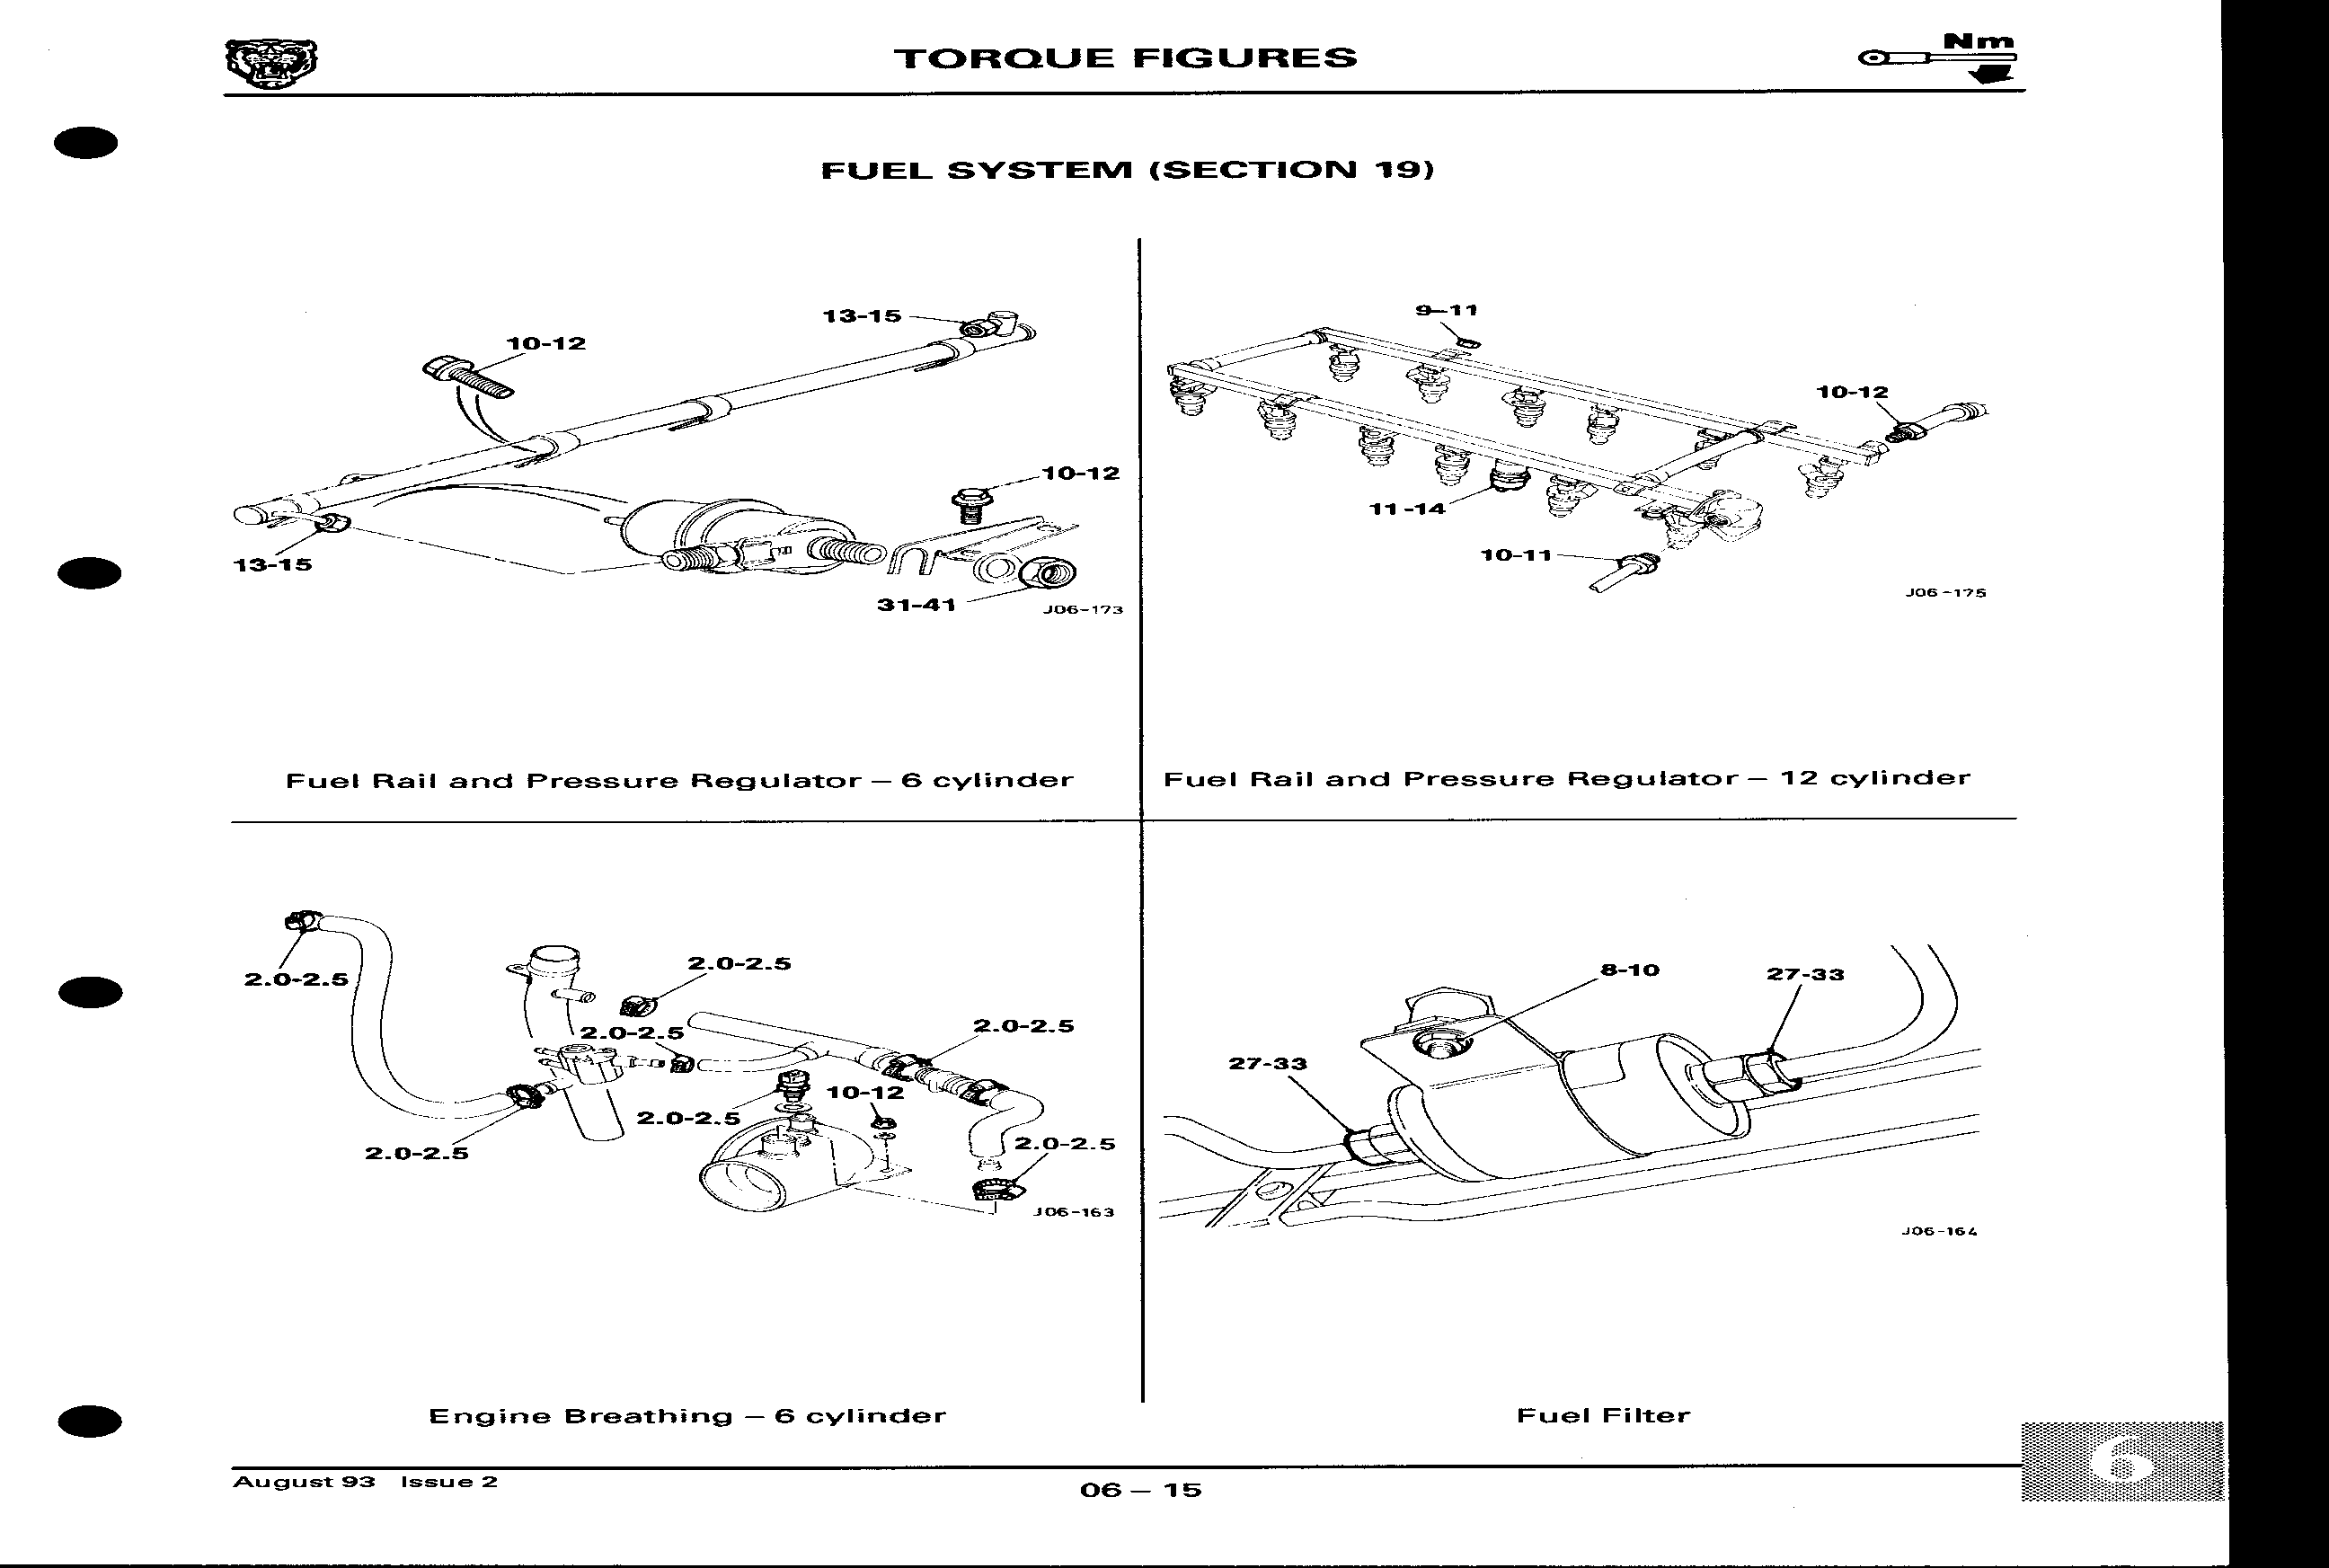 TORQUE FIGURES
Nm
FUEL SYSTEM (SECTION 19)
13-15
10-12
10-12
13-15
31-41
J06-173
Fuel Rail and Pressure Regulator – 6 cylinder
9-11
10-12
11-14
10-11
J06-175
Fuel Rail and Pressure Regulator – 12 cylinder
2.0-2.5
2.0-2.5
2.0-2.5
2.0-2.5
10-12
2.0-2.5
2.0-2.5
2.0-2.5
J06-163
Engine Breathing – 6 cylinder
8-10
27-33
27-33
J06-164
Fuel Filter
August 93 Issue 2
06 – 15
6